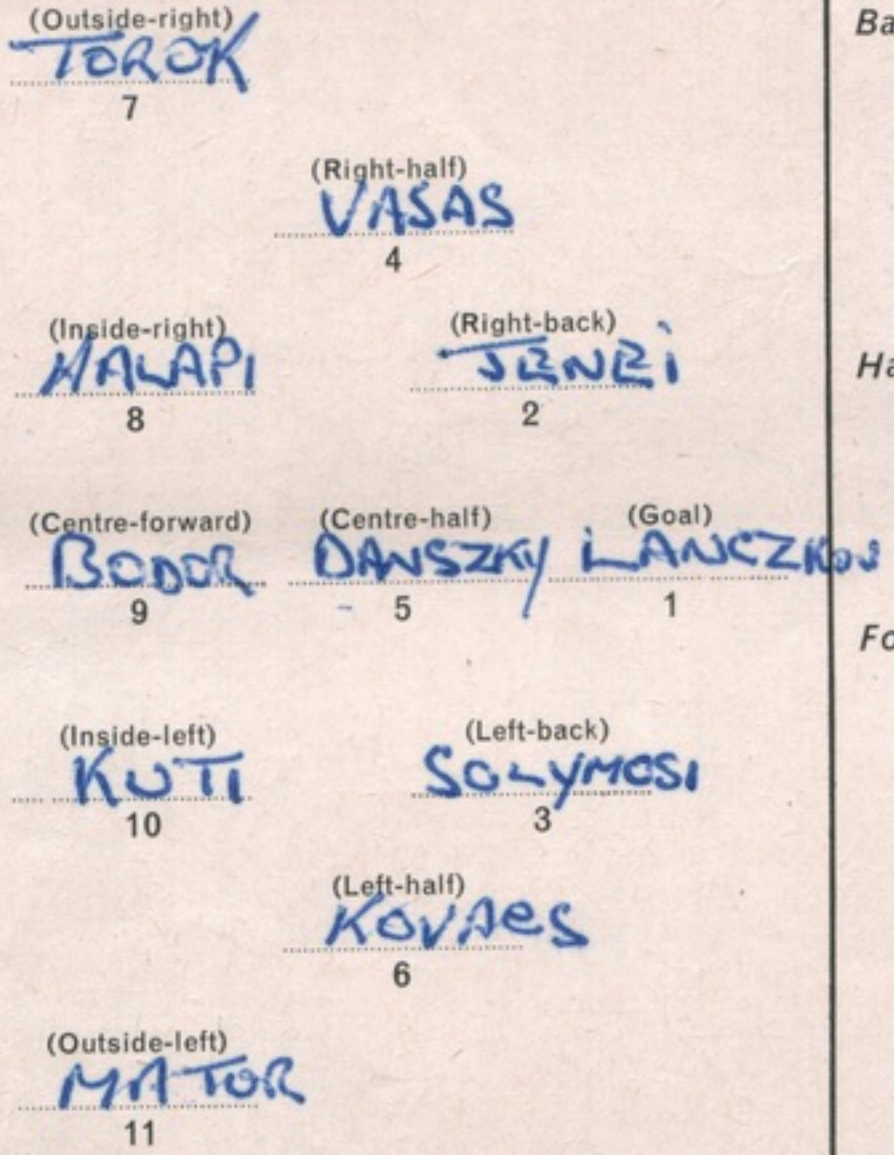 (Outside-right)
TOROK
7
(Right-half)
VASAS
4
(Inside-right) (Right-back)
HALAPI JENEi
8 2
(Centre-forward) (Centre-half) (Goal)
BODOR DANSZKY LANCZKOS
9 5 1
(Inside-left) (Left-back)
KUTI SOLYMOSI
10 3
(Left-half)
KOVAcS
6
(Outside-left)
MATOR
11
Ba
Ha
Fo